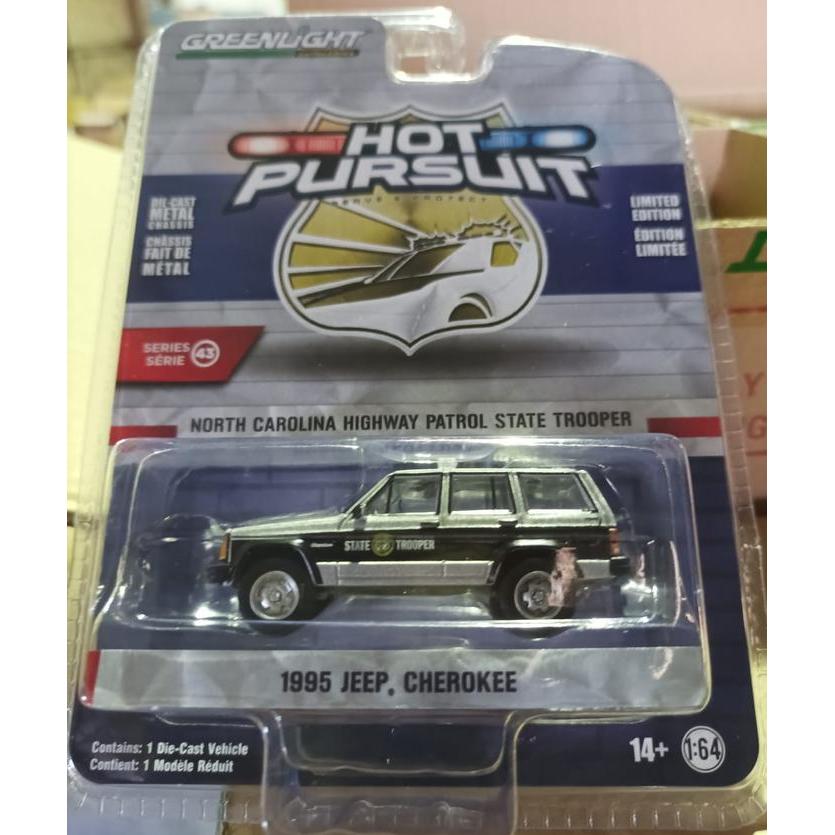 GREENLIGHT
HOT
PURSUIT
SERVE & PROTECT
DIE-CAST
METAL
CHASSIS
CHÂSSIS
FAIT DE
MÉTAL
LIMITED
EDITION
ÉDITION
LIMITÉE
SERIES
SÉRIE
43
NORTH CAROLINA HIGHWAY PATROL STATE TROOPER
STATE TROOPER
1995 JEEP® CHEROKEE
Contains: 1 Die-Cast Vehicle
Contient: 1 Modèle Réduit
14+
1:64